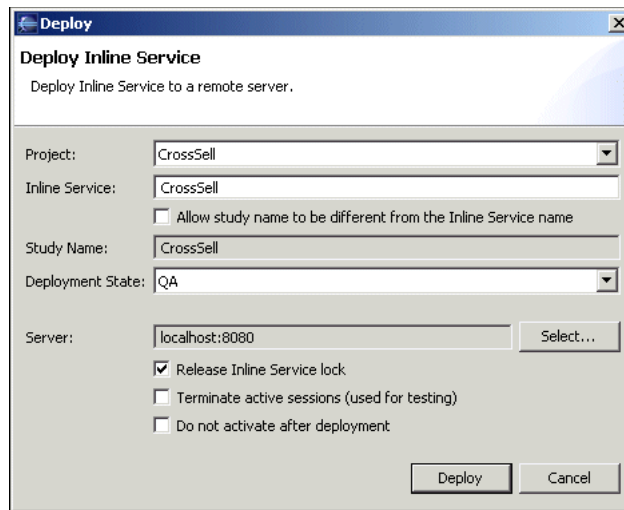 Deploy
Deploy Inline Service
Deploy Inline Service to a remote server.
Project: CrossSell
Inline Service: CrossSell
Allow study name to be different from the Inline Service name
Study Name: CrossSell
Deployment State: QA
Server: localhost:8080 Select...
Release Inline Service lock
Terminate active sessions (used for testing)
Do not activate after deployment
Deploy Cancel